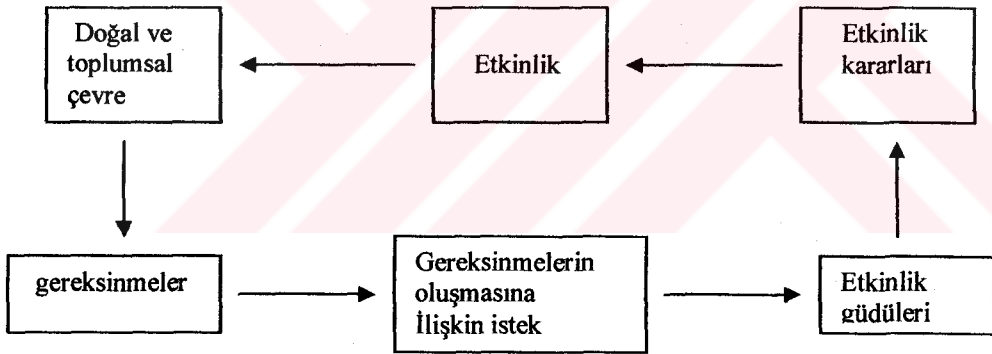 Doğal ve
toplumsal
çevre
Etkinlik
Etkinlik
kararları
gereksinmeler
Gereksinmelerin
oluşmasına
İlişkin istek
Etkinlik
güdüleri